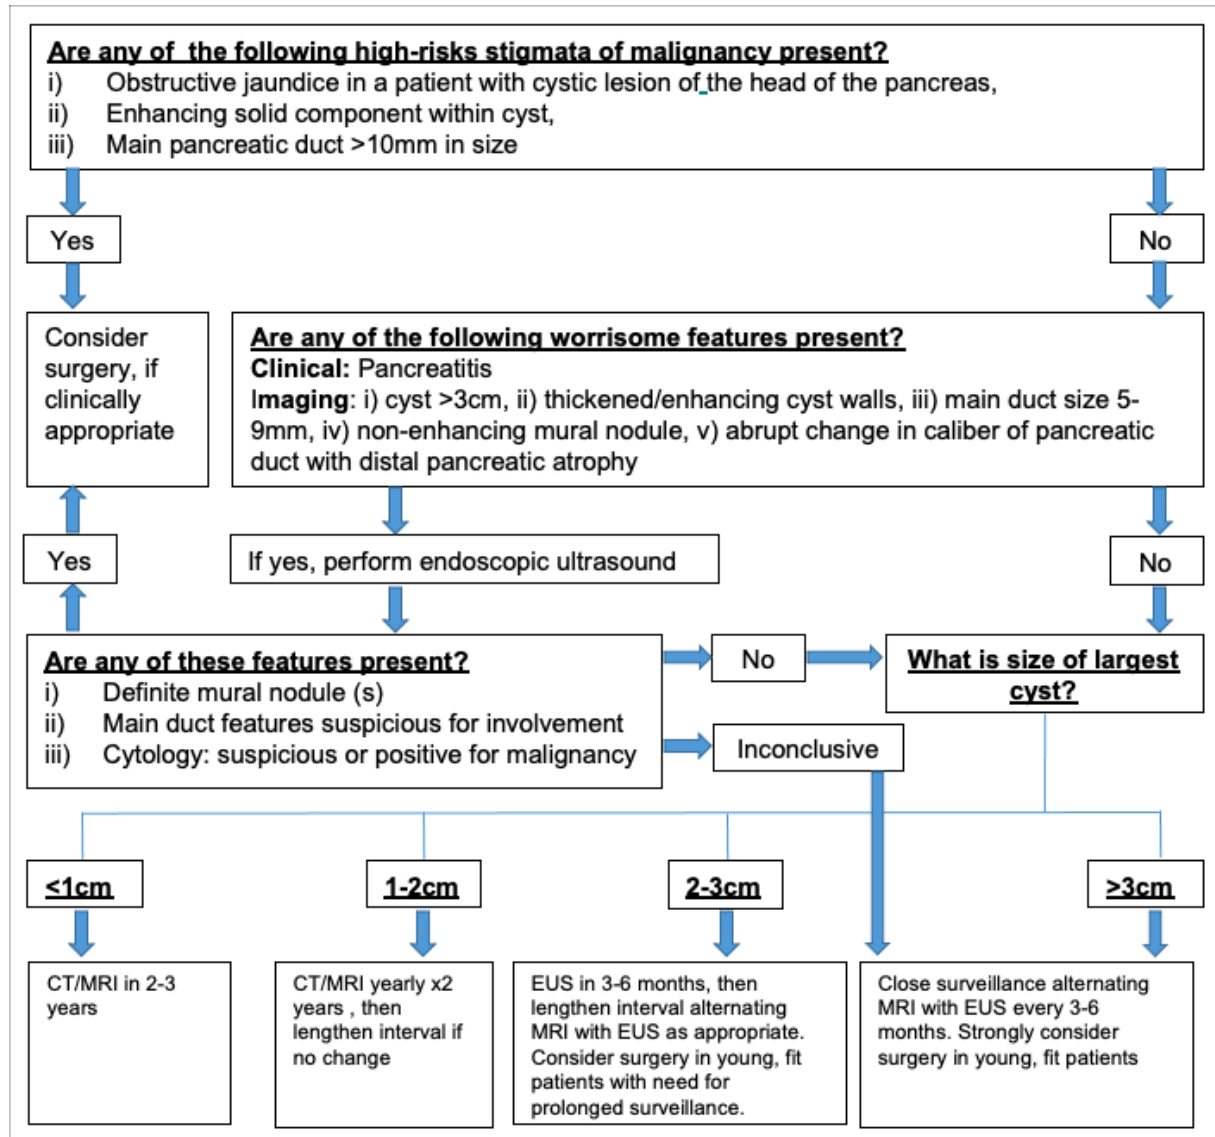 Are any of the following high-risks stigmata of malignancy present?
i) Obstructive jaundice in a patient with cystic lesion of the head of the pancreas,
ii) Enhancing solid component within cyst,
iii) Main pancreatic duct >10mm in size
Yes
No
Consider
surgery, if
clinically
appropriate
Are any of the following worrisome features present?
Clinical: Pancreatitis
Imaging: i) cyst >3cm, ii) thickened/enhancing cyst walls, iii) main duct size 5-
9mm, iv) non-enhancing mural nodule, v) abrupt change in caliber of pancreatic
duct with distal pancreatic atrophy
Yes
If yes, perform endoscopic ultrasound
No
Are any of these features present?
i) Definite mural nodule (s)
ii) Main duct features suspicious for involvement
iii) Cytology: suspicious or positive for malignancy
No
Inconclusive
What is size of largest
cyst?
<1cm
1-2cm
2-3cm
>3cm
CT/MRI in 2-3
years
CT/MRI yearly x2
years , then
lengthen interval if
no change
EUS in 3-6 months, then
lengthen interval alternating
MRI with EUS as appropriate.
Consider surgery in young, fit
patients with need for
prolonged surveillance.
Close surveillance alternating
MRI with EUS every 3-6
months. Strongly consider
surgery in young, fit patients